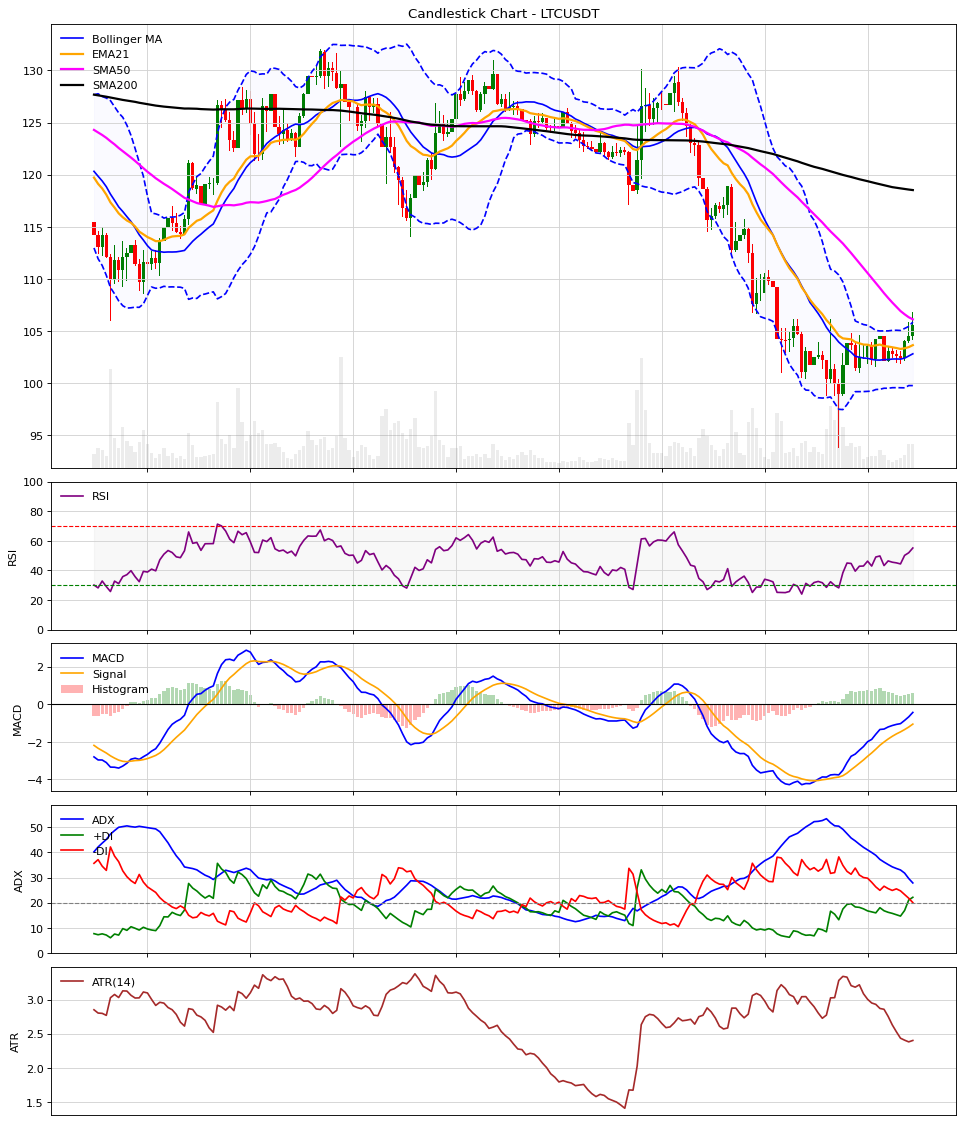 Candlestick Chart - LTCUSDT
Bollinger MA
EMA21
SMA50
SMA200
130
125
120
115
110
105
100
95
RSI
100
80
60
40
20
0
RSI
MACD
Signal
Histogram
2
0
−2
−4
MACD
ADX
+DI
-DI
50
40
30
20
10
0
ADX
ATR(14)
3.0
2.5
2.0
1.5
ATR